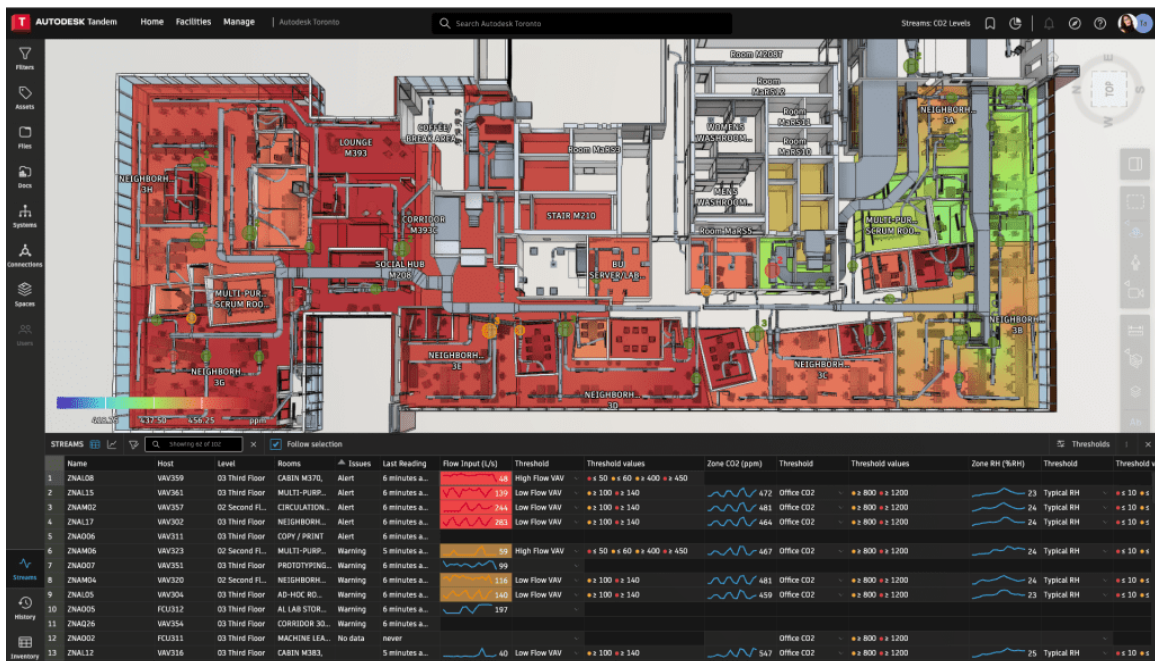 T AUTODESK Tandem Home Facilities Manage Autodesk Toronto Search Autodesk Toronto Streams: CO2 Levels
Filters
Assets
Files
Docs
Systems
Connections
Spaces
Users
Streams
History
Inventory
Room M208T
Room
MaRS12
Room
MaRS11
Room
MaRS10
WOMENS
WASHROOM...
MENS
WASHROOM...
Room MaRS5
NEIGHBORH...
3A
MULTI-PUR...
SCRUM ROO...
NEIGHBORH...
3B
COFFEE/
BREAK AREA
LOUNGE
M393
Room MaRS3
NEIGHBORH...
3H
CORRIDOR
M393C
STAIR M210
SOCIAL HUB
M208
BU
SERVER/LAB...
MULTI-PUR...
SCRUM ROO...
NEIGHBORH...
3E
NEIGHBORH...
3G
NEIGHBORH...
3D
NEIGHBORH...
3C
3
TOP
N
E
S
W
432.50 456.25 ppm
STREAMS Showing 62 of 102 Follow selection Thresholds
Name Host Level Rooms Issues Last Reading Flow Input (L/s) Threshold Threshold values Zone CO2 (ppm) Threshold Threshold values Zone RH (%RH) Threshold Threshold v
1 ZNAL08 VAV359 03 Third Floor CABIN M370, Alert 6 minutes a... 48 High Flow VAV ≤ 50 ≤ 60 ≥ 400 ≥ 450
2 ZNAL15 VAV361 03 Third Floor MULTI-PURP... Alert 6 minutes a... 139 Low Flow VAV ≥ 100 ≥ 140 472 Office CO2 ≥ 800 ≥ 1200 23 Typical RH ≤ 10 ≤
3 ZNAM02 VAV357 02 Second Fl... CIRCULATION... Alert 6 minutes a... 244 Low Flow VAV ≥ 100 ≥ 140 481 Office CO2 ≥ 800 ≥ 1200 24 Typical RH ≤ 10 ≤
4 ZNAL17 VAV302 03 Third Floor NEIGHBORH... Alert 6 minutes a... 283 Low Flow VAV ≥ 100 ≥ 140 464 Office CO2 ≥ 800 ≥ 1200 24 Typical RH ≤ 10 ≤
5 ZNAO06 VAV311 03 Third Floor COPY / PRINT Alert 6 minutes a...
6 ZNAM06 VAV323 02 Second Fl... MULTI-PURP... Warning 5 minutes a... 59 High Flow VAV ≤ 50 ≤ 60 ≥ 400 ≥ 450 467 Office CO2 ≥ 800 ≥ 1200 24 Typical RH ≤ 10 ≤
7 ZNAO07 VAV351 03 Third Floor PROTOTYPING... Warning 6 minutes a... 99
8 ZNAM04 VAV320 02 Second Fl... NEIGHBORH... Warning 6 minutes a... 116 Low Flow VAV ≥ 100 ≥ 140 481 Office CO2 ≥ 800 ≥ 1200 24 Typical RH ≤ 10 ≤
9 ZNAL05 VAV304 03 Third Floor AD-HOC RO... Warning 6 minutes a... 140 Low Flow VAV ≥ 100 ≥ 140 459 Office CO2 ≥ 800 ≥ 1200 23 Typical RH ≤ 10 ≤
10 ZNAO05 FCU312 03 Third Floor AL LAB STOR... Warning 6 minutes a... 197
11 ZNAQ26 VAV354 03 Third Floor CORRIDOR 30... Warning 6 minutes a...
12 ZNAO02 FCU311 03 Third Floor MACHINE LEA... No data never Office CO2 ≥ 800 ≥ 1200
13 ZNAL12 VAV316 03 Third Floor CABIN M383, 5 minutes a... 40 Low Flow VAV ≥ 100 ≥ 140 547 Office CO2 ≥ 800 ≥ 1200 25 Typical RH ≤ 10 ≤